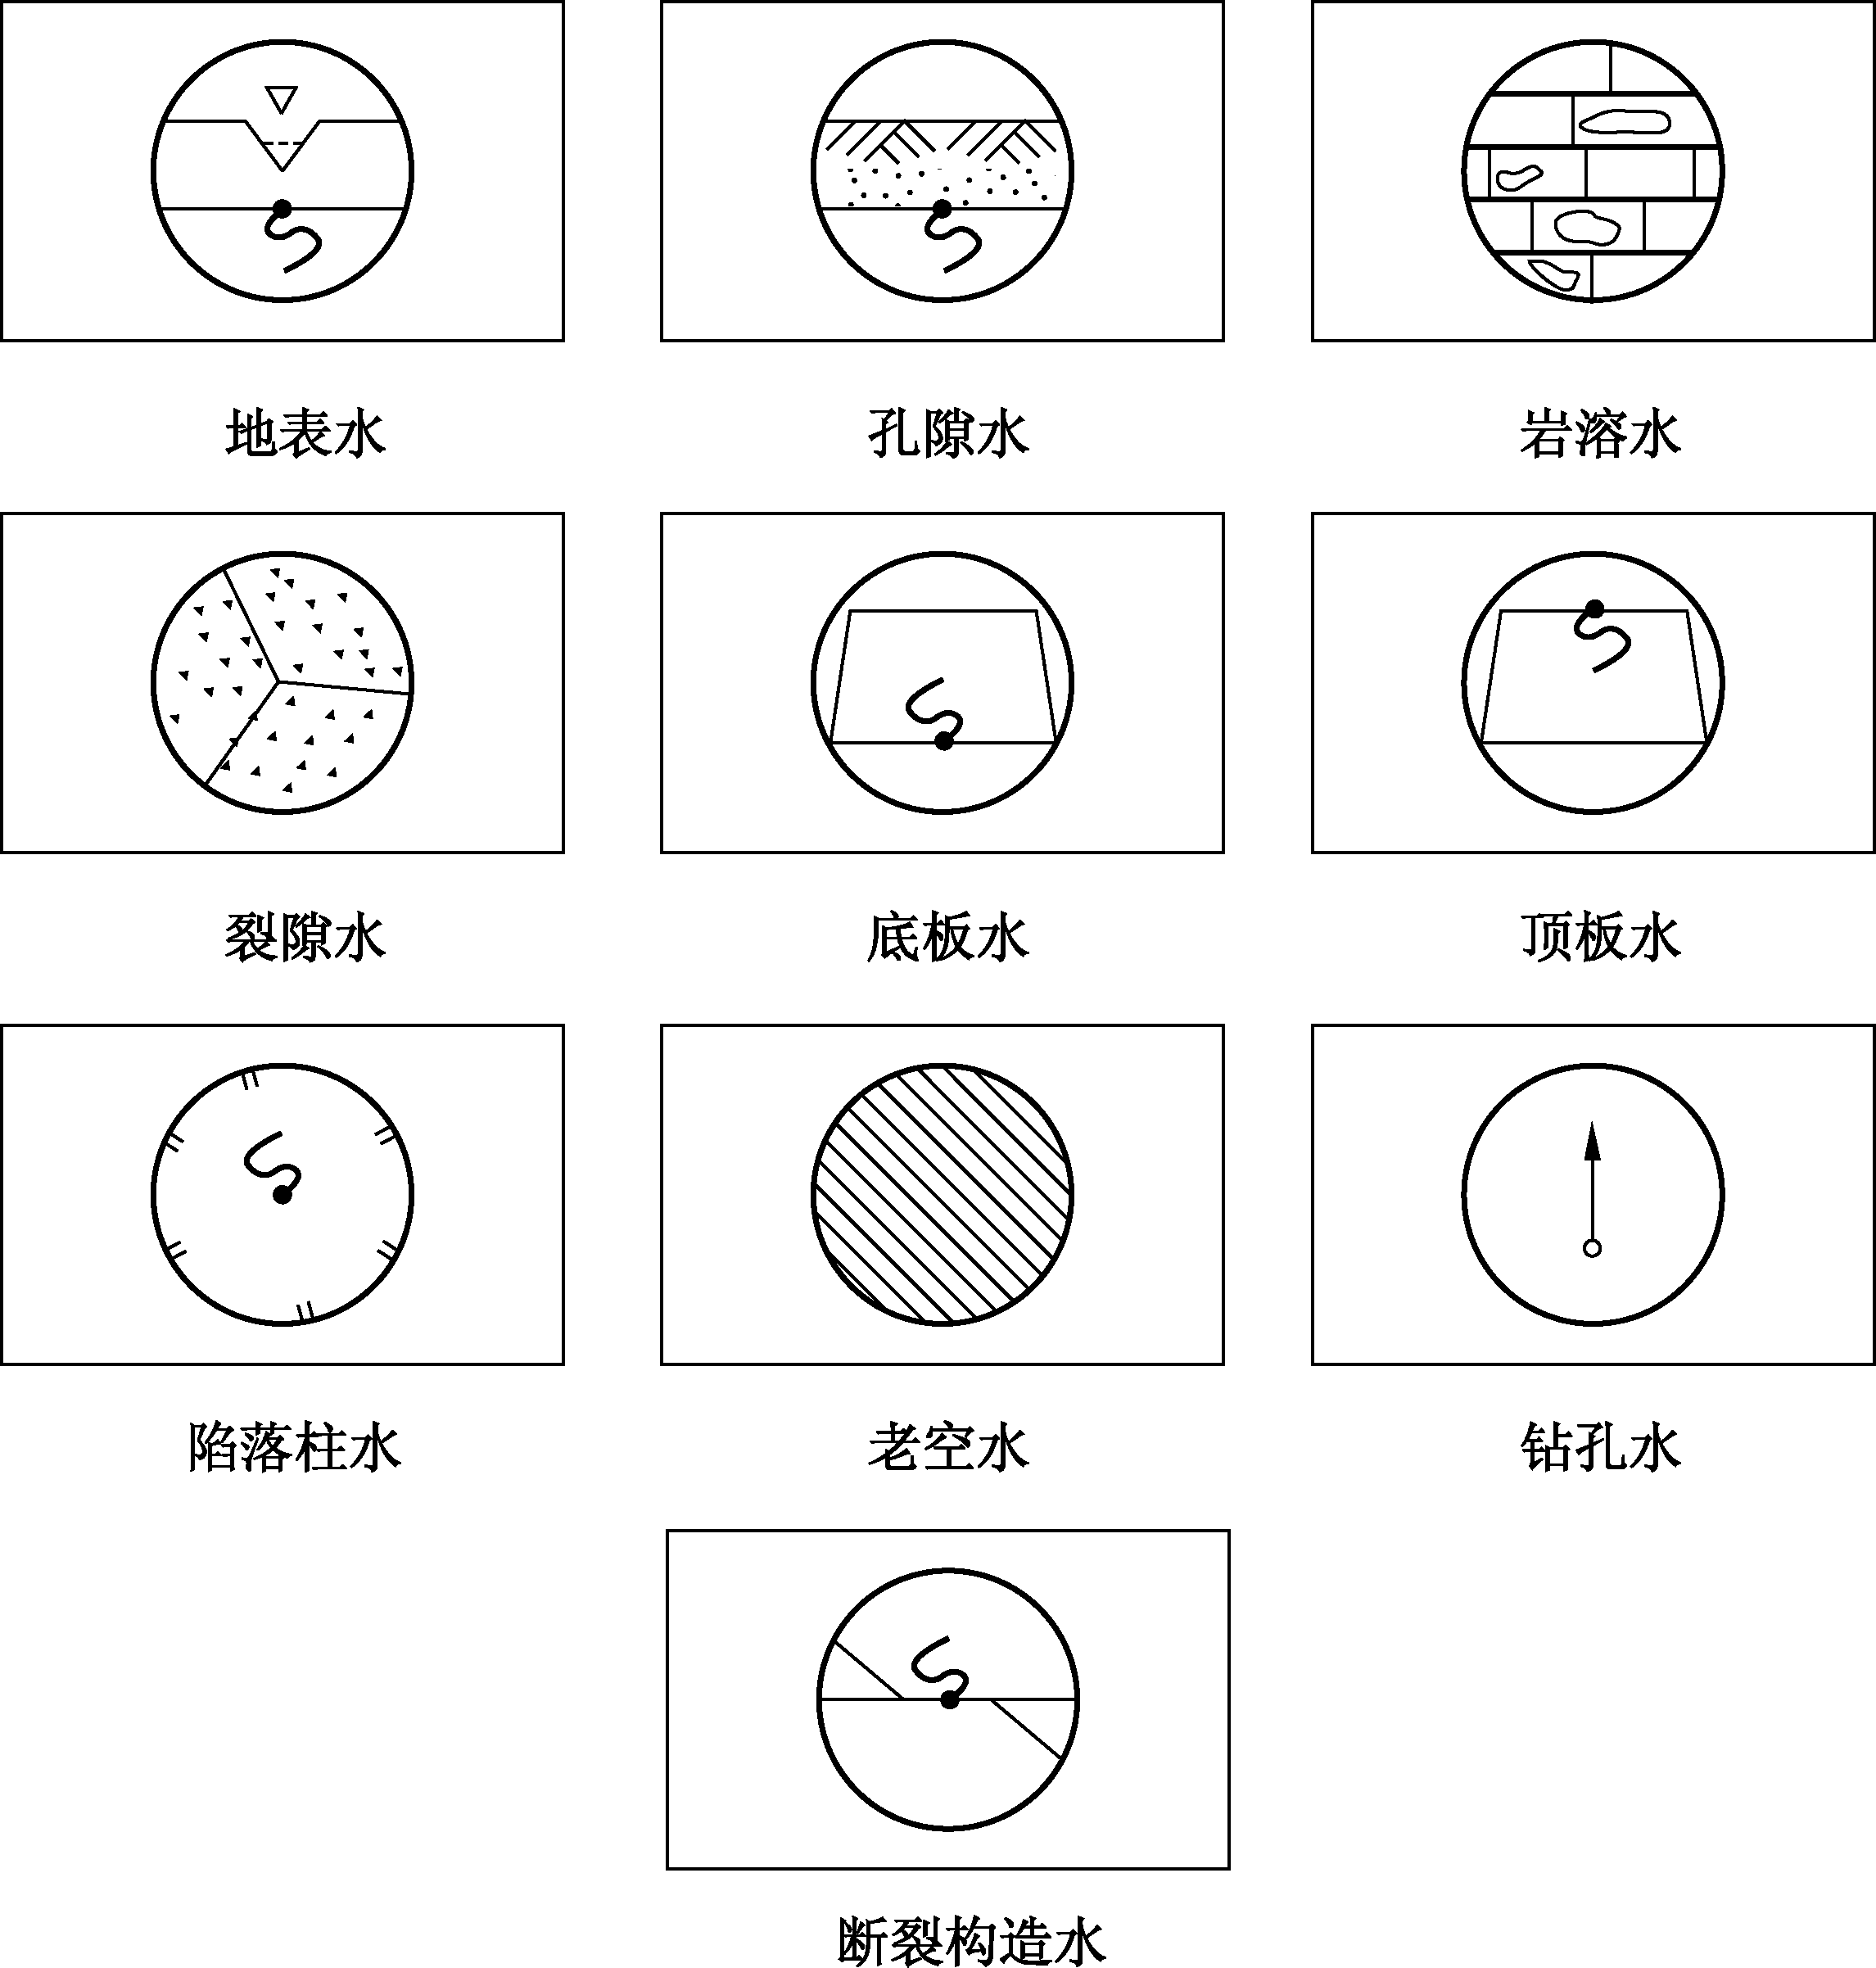 地表水
孔隙水
岩溶水
裂隙水
底板水
顶板水
陷落柱水
老空水
钻孔水
断裂构造水